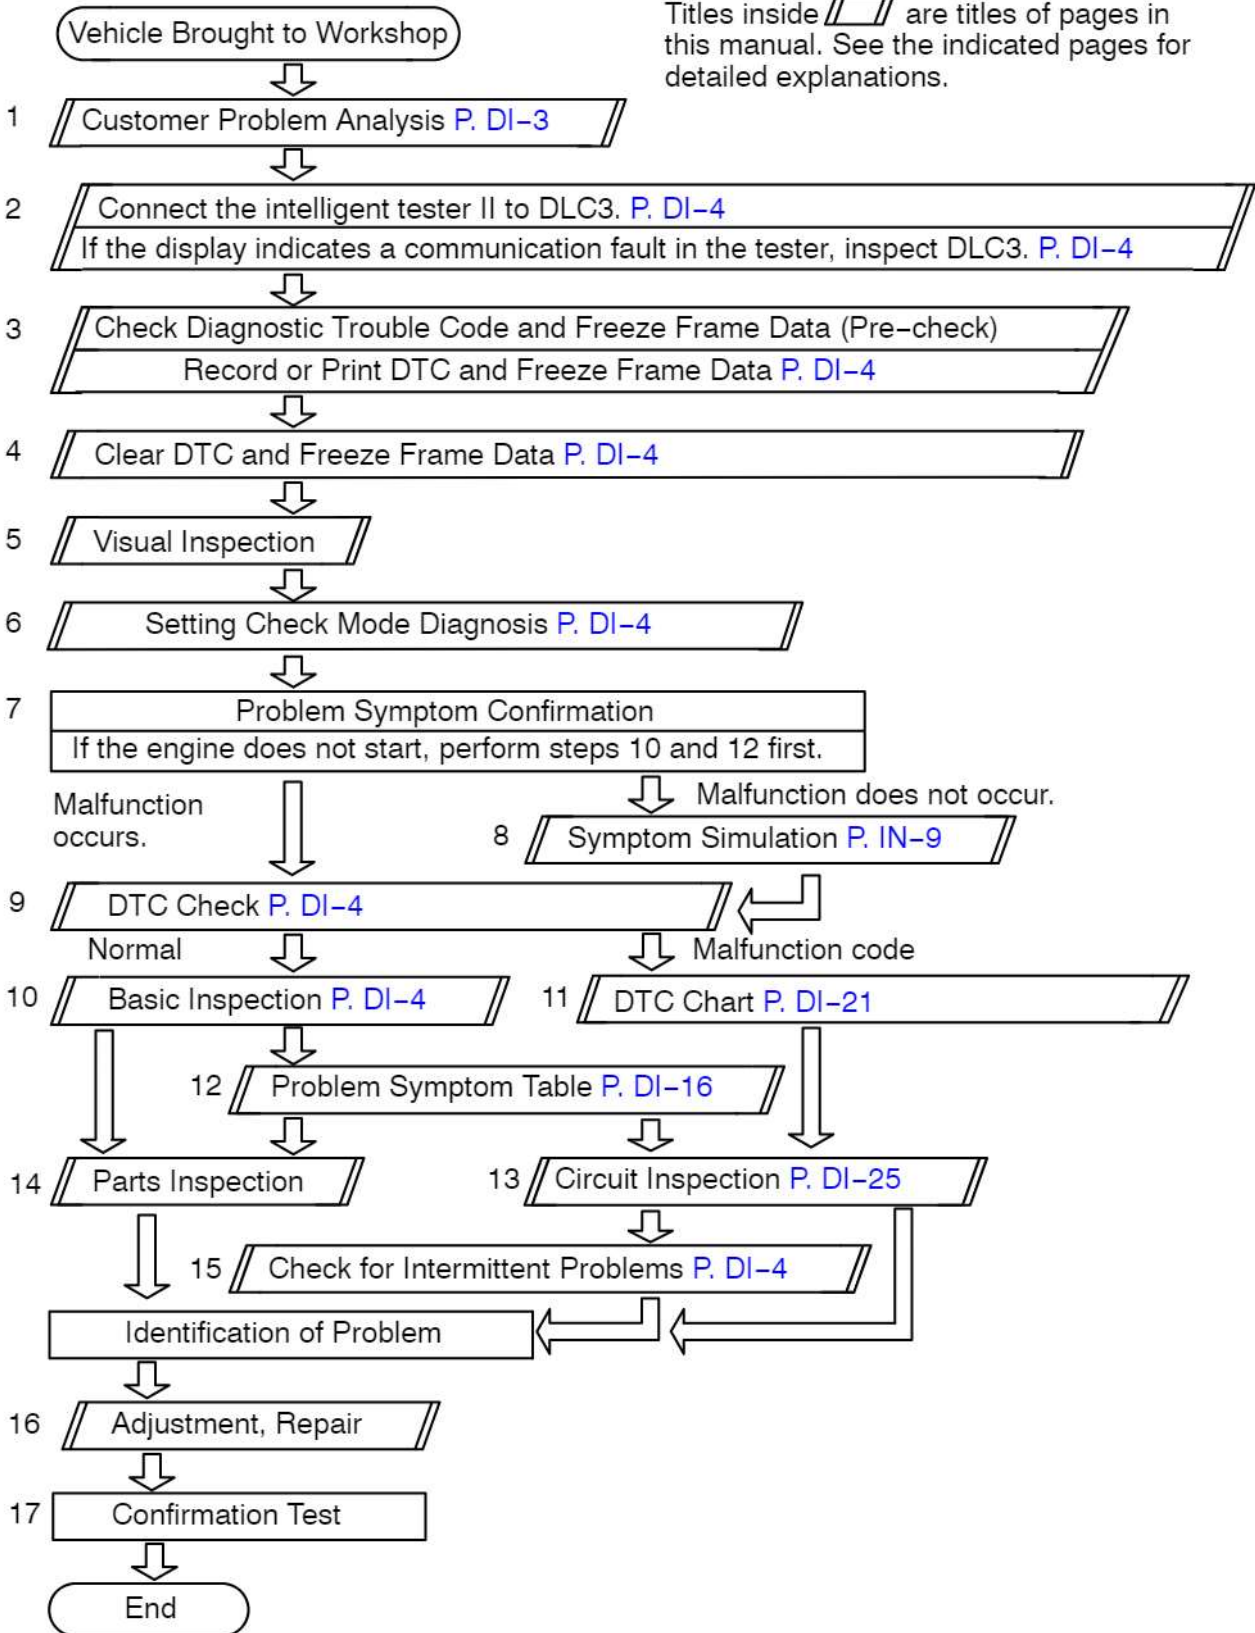 Vehicle Brought to Workshop
Titles inside are titles of pages in
this manual. See the indicated pages for
detailed explanations.
1 Customer Problem Analysis P. DI–3
2 Connect the intelligent tester II to DLC3. P. DI–4
If the display indicates a communication fault in the tester, inspect DLC3. P. DI–4
3 Check Diagnostic Trouble Code and Freeze Frame Data (Pre–check)
Record or Print DTC and Freeze Frame Data P. DI–4
4 Clear DTC and Freeze Frame Data P. DI–4
5 Visual Inspection
6 Setting Check Mode Diagnosis P. DI–4
7 Problem Symptom Confirmation
If the engine does not start, perform steps 10 and 12 first.
Malfunction
occurs.
Malfunction does not occur.
8 Symptom Simulation P. IN–9
9 DTC Check P. DI–4
Normal
Malfunction code
10 Basic Inspection P. DI–4
11 DTC Chart P. DI–21
12 Problem Symptom Table P. DI–16
14 Parts Inspection
13 Circuit Inspection P. DI–25
15 Check for Intermittent Problems P. DI–4
Identification of Problem
16 Adjustment, Repair
17 Confirmation Test
End